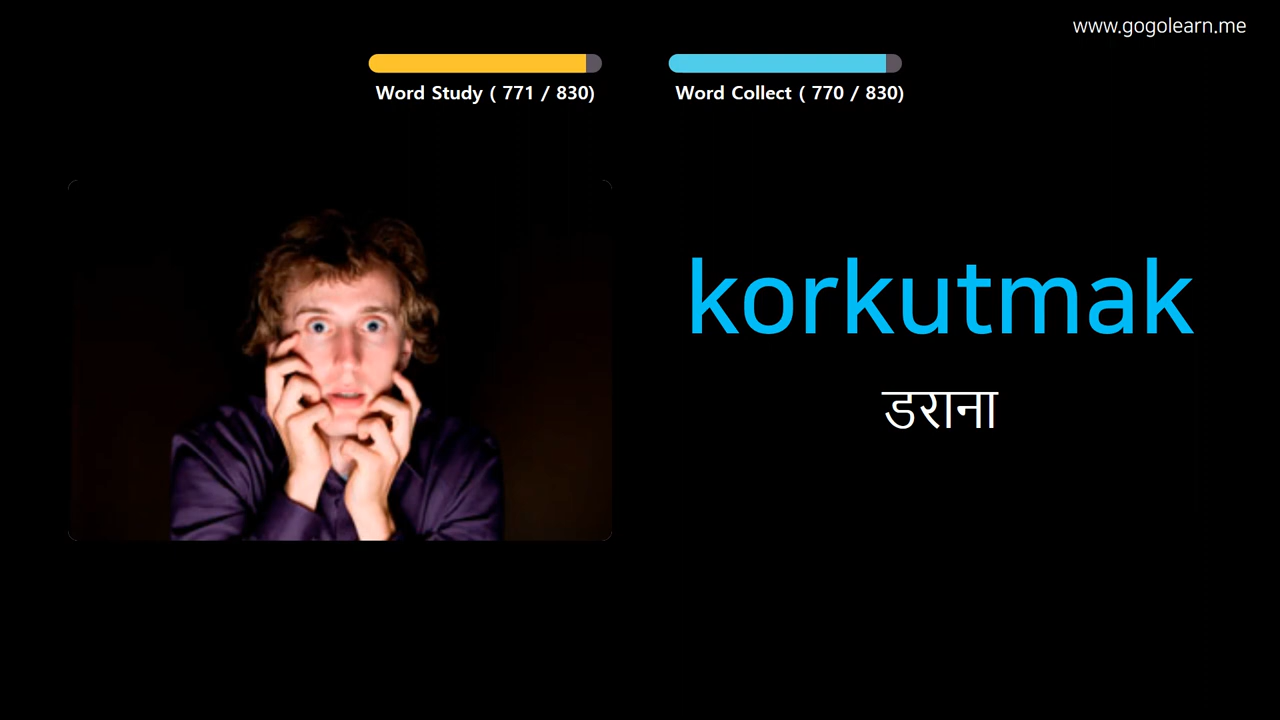 www.gogolearn.me
Word Study ( 771 / 830)
Word Collect ( 770 / 830)
korkutmak
डराना